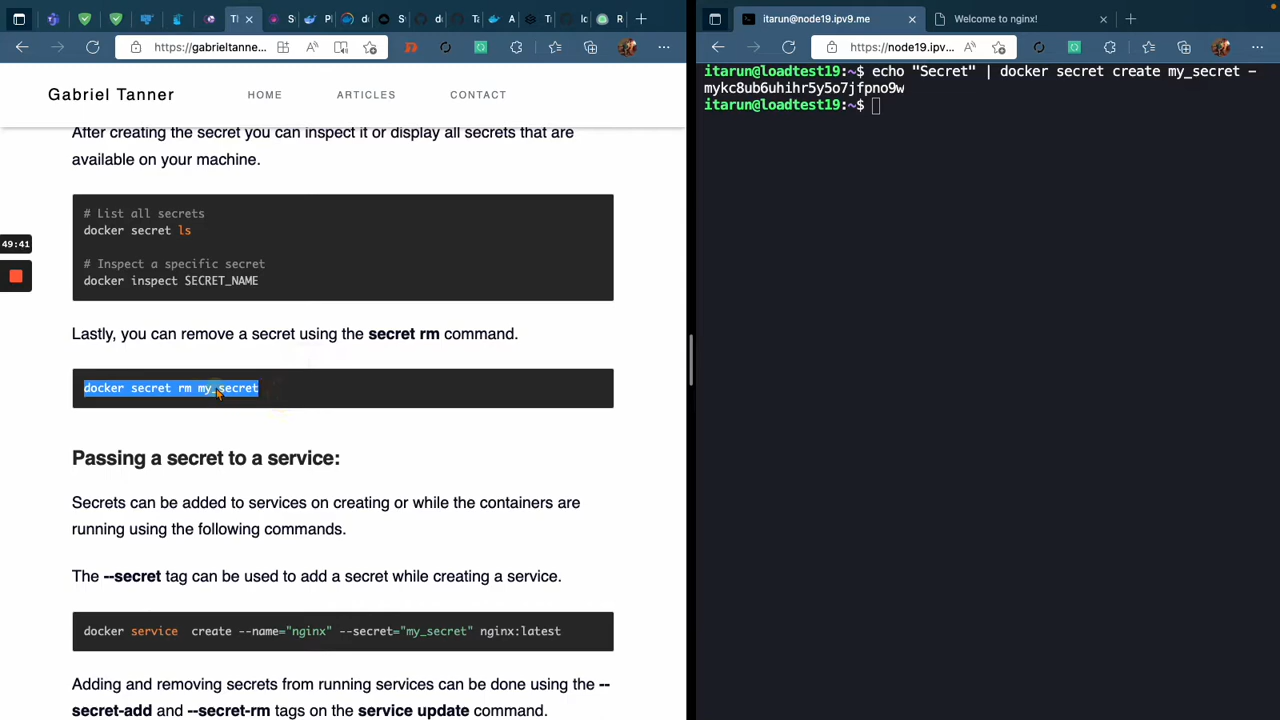 https://gabrieltanne...
Gabriel Tanner
HOME
ARTICLES
CONTACT
After creating the secret you can inspect it or display all secrets that are
available on your machine.
# List all secrets
docker secret ls
# Inspect a specific secret
docker inspect SECRET_NAME
49:41
Lastly, you can remove a secret using the secret rm command.
docker secret rm my_secret
Passing a secret to a service:
Secrets can be added to services on creating or while the containers are
running using the following commands.
The --secret tag can be used to add a secret while creating a service.
docker service create --name="nginx" --secret="my_secret" nginx:latest
Adding and removing secrets from running services can be done using the --
secret-add and --secret-rm tags on the service update command.
itarun@node19.ipv9.me
Welcome to nginx!
https://node19.ipv...
itarun@loadtest19:~$ echo "Secret" | docker secret create my_secret -
mykc8ub6uhihr5y5o7jfpno9w
itarun@loadtest19:~$